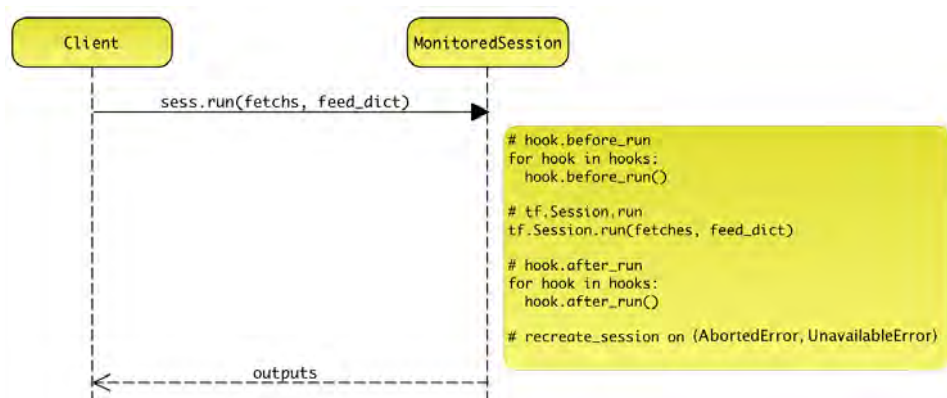 Client
MonitoredSession
sess.run(fetchs, feed_dict)
# hook.before_run
for hook in hooks:
  hook.before_run()
# tf.Session.run
tf.Session.run(fetches, feed_dict)
# hook.after_run
for hook in hooks:
  hook.after_run()
# recreate_session on (AbortedError, UnavailableError)
outputs